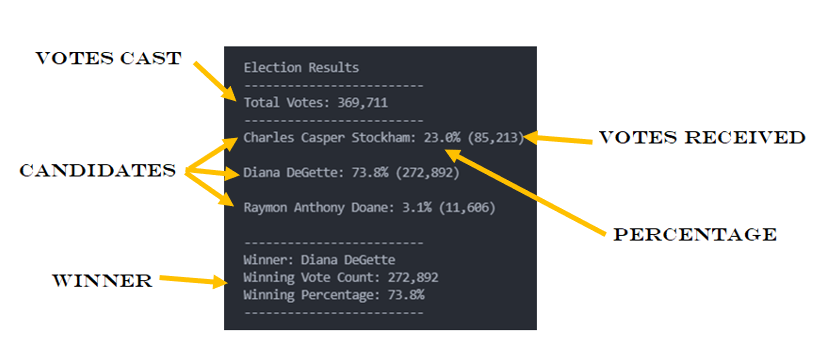 VOTES CAST
Election Results
-------------------------
Total Votes: 369,711
-------------------------
Charles Casper Stockham: 23.0% (85,213)
VOTES RECEIVED
CANDIDATES
Diana DeGette: 73.8% (272,892)
Raymon Anthony Doane: 3.1% (11,606)
PERCENTAGE
-------------------------
Winner: Diana DeGette
WINNER
Winning Vote Count: 272,892
Winning Percentage: 73.8%
-------------------------